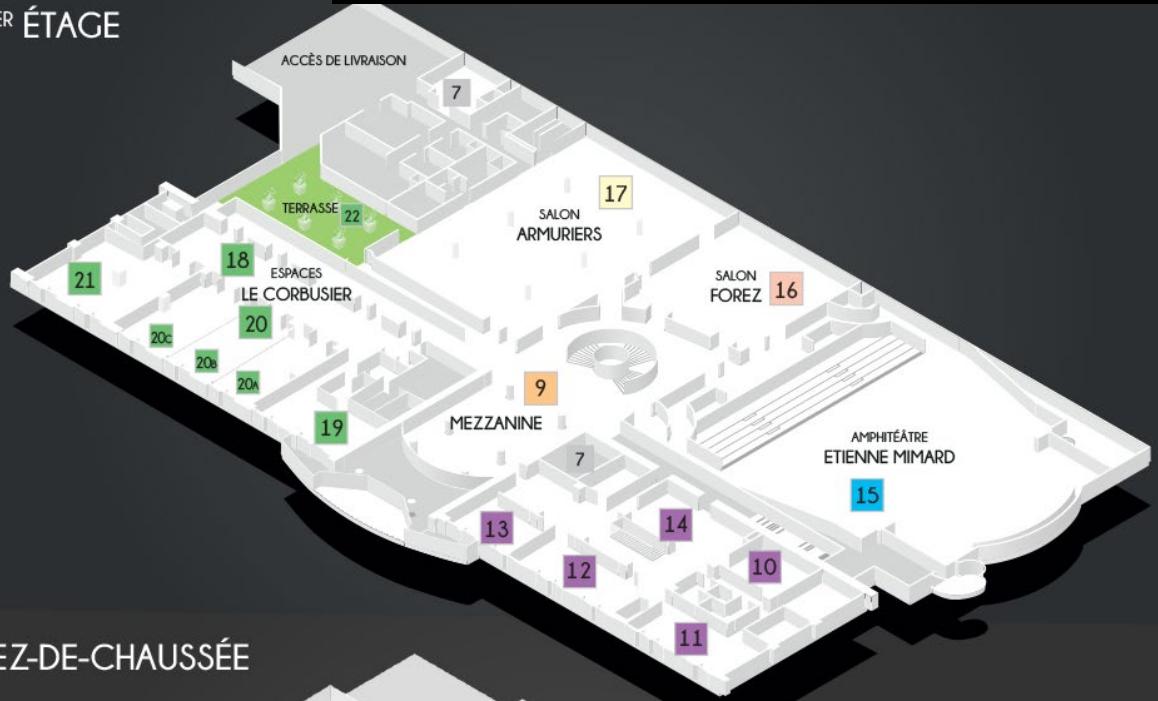 ER ÉTAGE
ACCÈS DE LIVRAISON
7
17
SALON
ARMURIERS
TERRASSE 22
18
ESPACES
LE CORBUSIER
21
SALON
FOREZ 16
20
20C
20B
20A
9
MEZZANINE
19
AMPHITÉÂTRE
ETIENNE MIMARD
7
15
13
14
12
10
11
EZ-DE-CHAUSSÉE